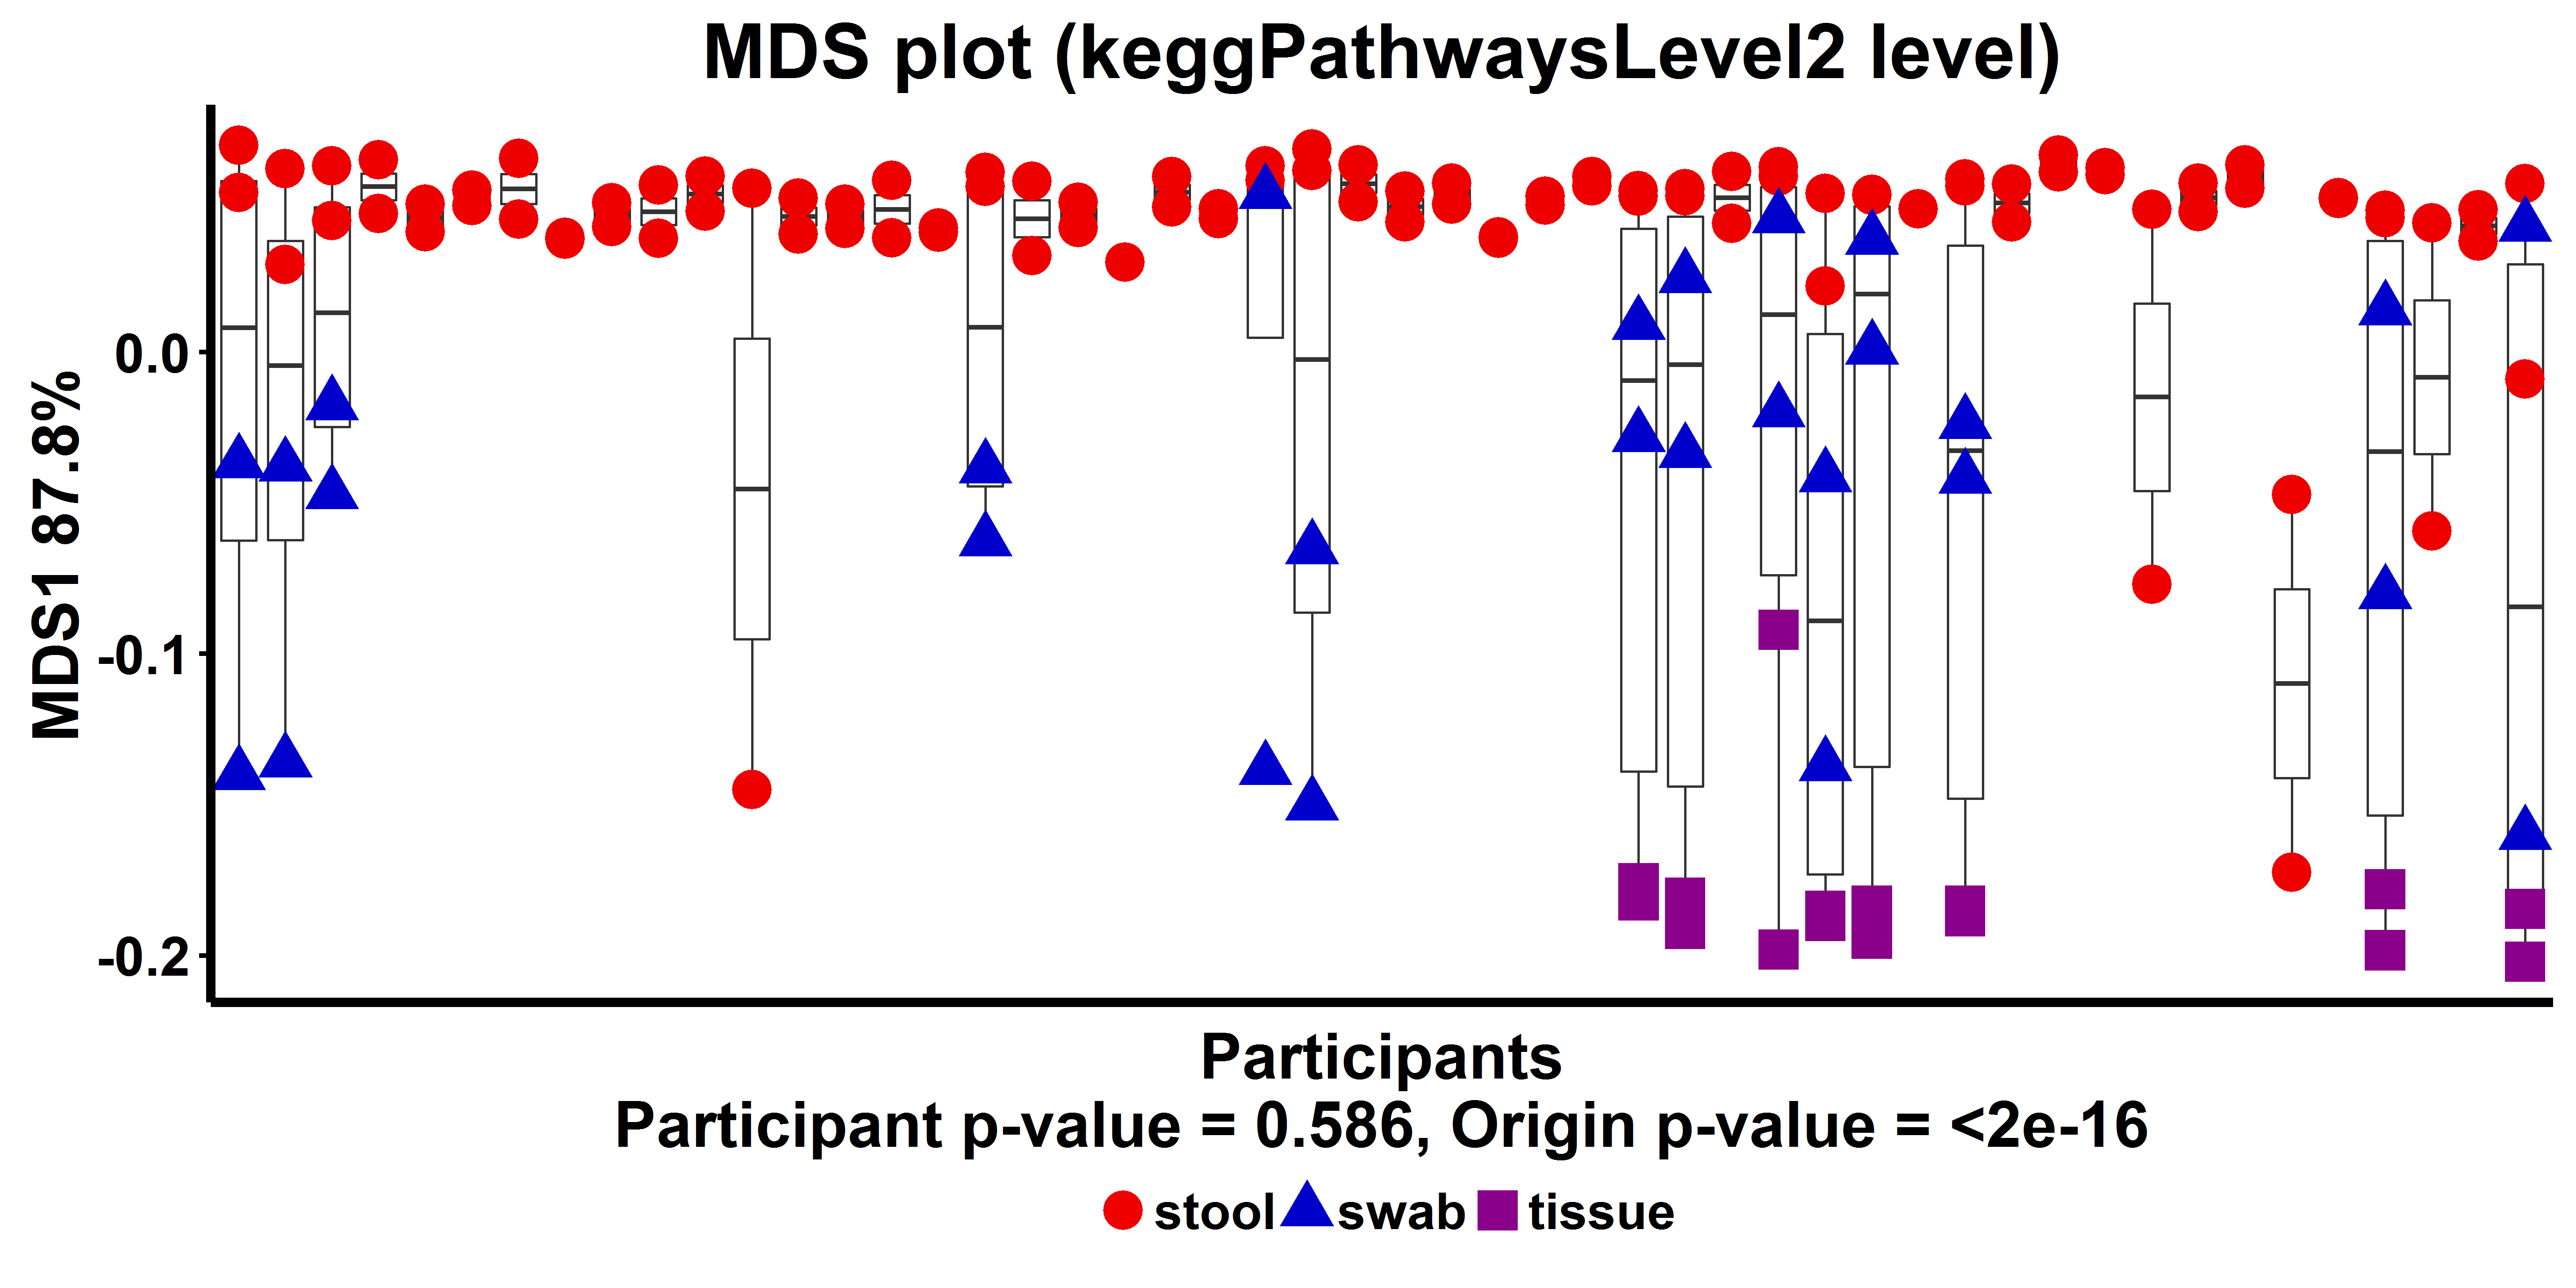 MDS plot (keggPathwaysLevel2 level)
MDS1 87.8%
0.0
-0.1
-0.2
Participants
Participant p-value = 0.586, Origin p-value = <2e-16
stool swab tissue